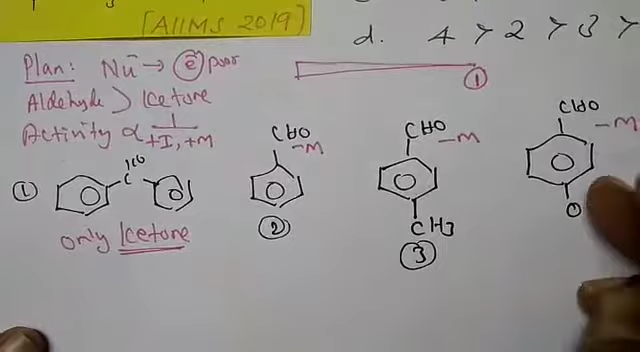 [AIIMS 2019]
d. 4 > 2 > 3 >
Plan: Nū → ē poor
Aldehyde > Ketone
Activity ∝ 1/+I, +M
①
CHO
-M
CHO
-M
CHO
-M
①
②
CH3
③
only Ketone